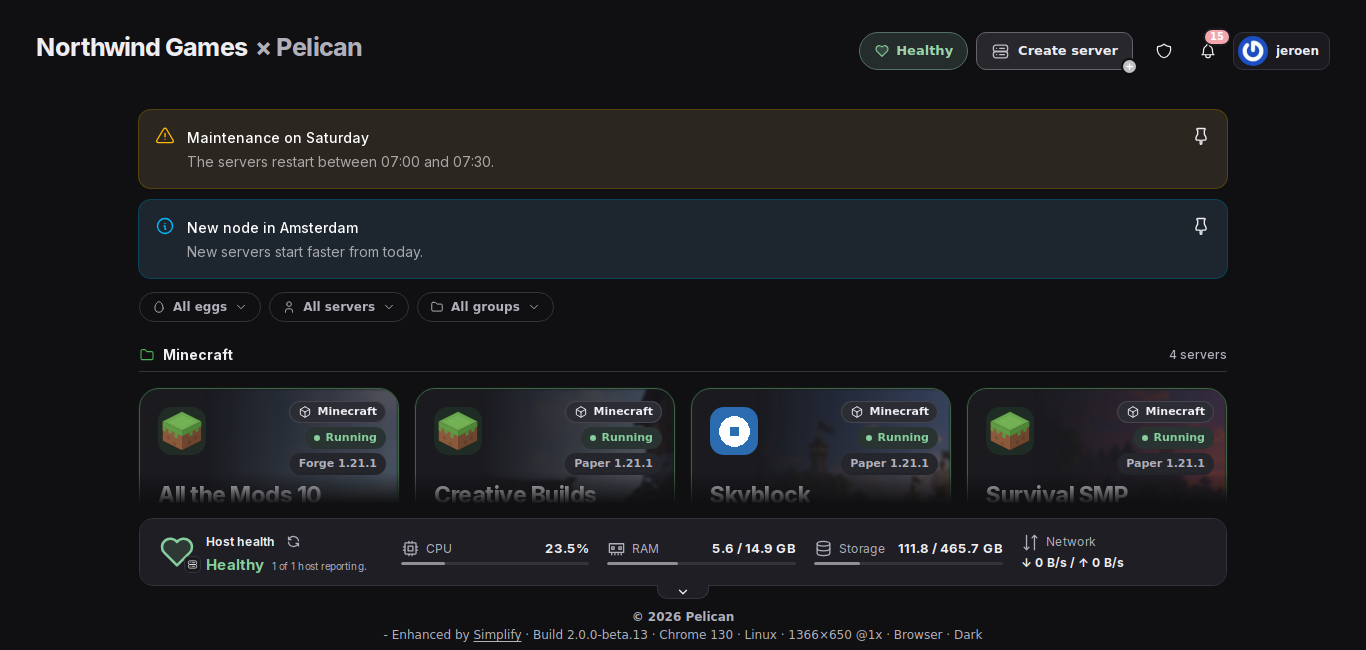 Northwind Games × Pelican
Healthy
Create server
15
jeroen
Maintenance on Saturday
The servers restart between 07:00 and 07:30.
New node in Amsterdam
New servers start faster from today.
All eggs
All servers
All groups
Minecraft
4 servers
Minecraft
Running
Forge 1.21.1
All the Mods 10
Minecraft
Running
Paper 1.21.1
Creative Builds
Minecraft
Running
Paper 1.21.1
Skyblock
Minecraft
Running
Paper 1.21.1
Survival SMP
Host health
Healthy 1 of 1 host reporting.
CPU 23.5%
RAM 5.6 / 14.9 GB
Storage 111.8 / 465.7 GB
Network
↓ 0 B/s / ↑ 0 B/s
© 2026 Pelican
- Enhanced by Simplify · Build 2.0.0-beta.13 · Chrome 130 · Linux · 1366×650 @1x · Browser · Dark